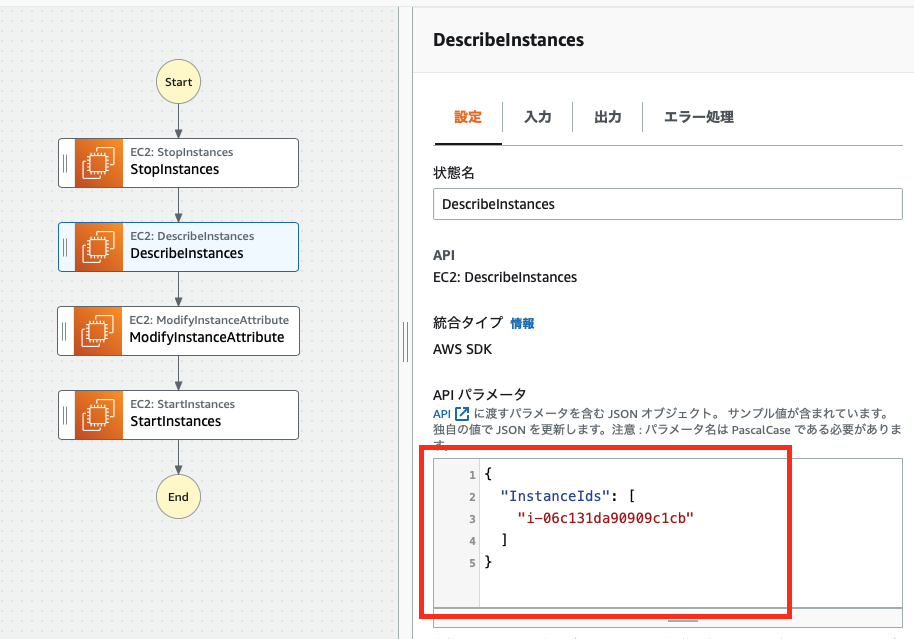 Start
EC2: StopInstances
StopInstances
EC2: DescribeInstances
DescribeInstances
EC2: ModifyInstanceAttribute
ModifyInstanceAttribute
EC2: StartInstances
StartInstances
End
DescribeInstances
設定 入力 出力 エラー処理
状態名
DescribeInstances
API
EC2: DescribeInstances
統合タイプ 情報
AWS SDK
API パラメータ
API に渡すパラメータを含む JSON オブジェクト。 サンプル値が含まれています。
独自の値で JSON を更新します。注意 : パラメータ名は PascalCase である必要がありま
す。
1 {
2 "InstanceIds": [
3 "i-06c131da90909c1cb"
4 ]
5 }